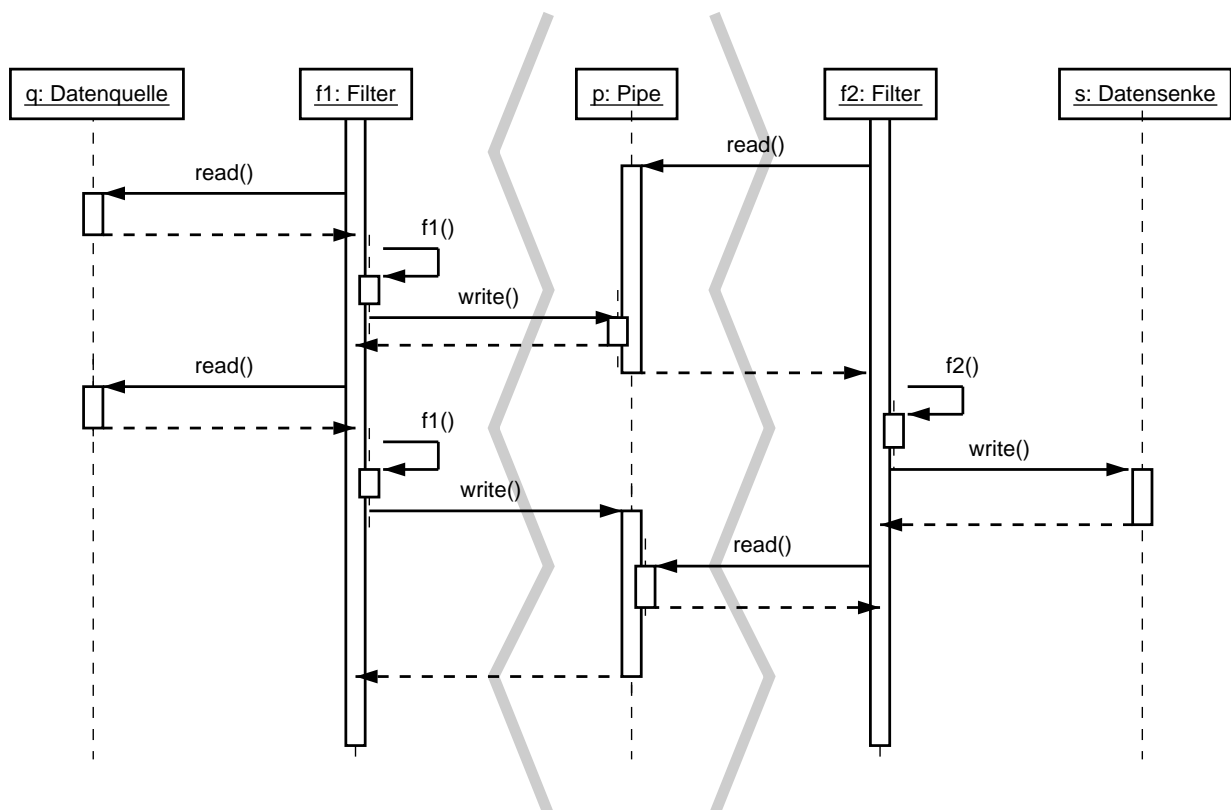 q: Datenquelle
f1: Filter
p: Pipe
f2: Filter
s: Datensenke
read()
read()
f1()
write()
read()
f2()
f1()
write()
write()
read()